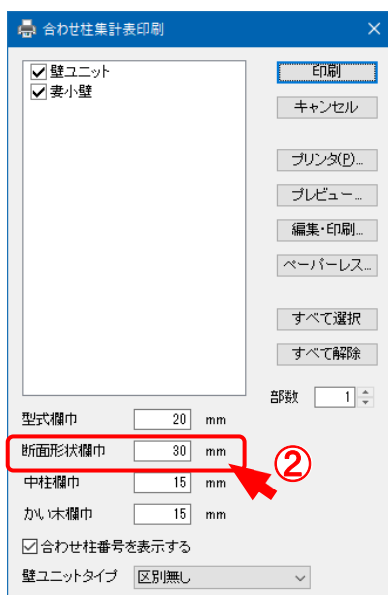 合わせ柱集計表印刷
壁ユニット
妻小壁
印刷
キャンセル
プリンタ(P)...
プレビュー...
編集・印刷...
ペーパーレス...
すべて選択
すべて解除
部数 1
型式欄巾 20 mm
断面形状欄巾 30 mm
②
中柱欄巾 15 mm
かい木欄巾 15 mm
合わせ柱番号を表示する
壁ユニットタイプ 区別無し